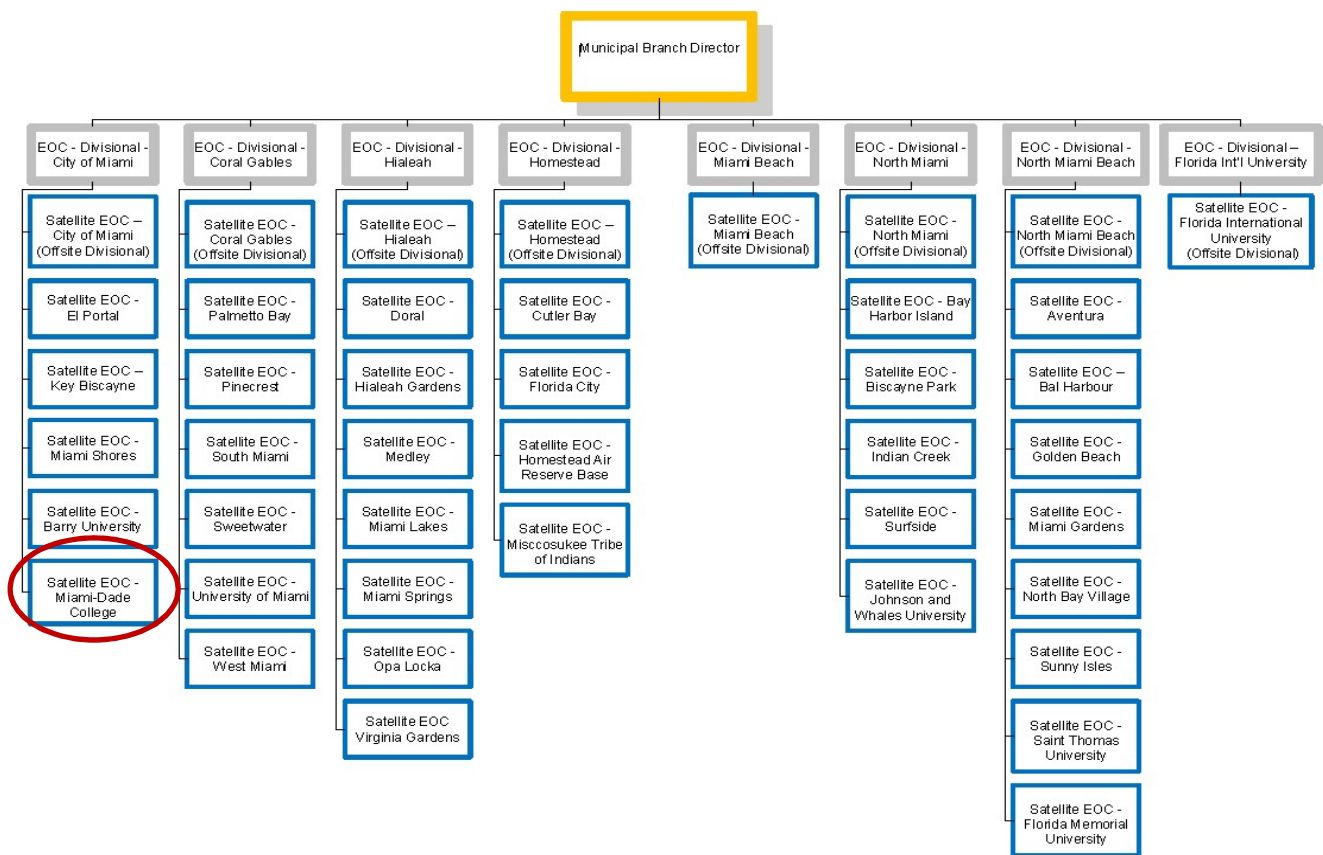 Municipal Branch Director
EOC - Divisional -
City of Miami
EOC - Divisional -
Coral Gables
EOC - Divisional -
Hialeah
EOC - Divisional -
Homestead
EOC - Divisional -
Miami Beach
EOC - Divisional -
North Miami
EOC - Divisional -
North Miami Beach
EOC - Divisional –
Florida Int'l University
Satellite EOC –
City of Miami
(Offsite Divisional)
Satellite EOC -
El Portal
Satellite EOC –
Key Biscayne
Satellite EOC -
Miami Shores
Satellite EOC -
Barry University
Satellite EOC -
Miami-Dade
College
Satellite EOC -
Coral Gables
(Offsite Divisional)
Satellite EOC -
Palmetto Bay
Satellite EOC -
Pinecrest
Satellite EOC -
South Miami
Satellite EOC -
Sweetwater
Satellite EOC -
University of Miami
Satellite EOC -
West Miami
Satellite EOC –
Hialeah
(Offsite Divisional)
Satellite EOC -
Doral
Satellite EOC -
Hialeah Gardens
Satellite EOC -
Medley
Satellite EOC -
Miami Lakes
Satellite EOC -
Miami Springs
Satellite EOC -
Opa Locka
Satellite EOC
Virginia Gardens
Satellite EOC –
Homestead
(Offsite Divisional)
Satellite EOC -
Cutler Bay
Satellite EOC -
Florida City
Satellite EOC -
Homestead Air
Reserve Base
Satellite EOC -
Misccosukee Tribe
of Indians
Satellite EOC -
Miami Beach
(Offsite Divisional)
Satellite EOC -
North Miami
(Offsite Divisional)
Satellite EOC - Bay
Harbor Island
Satellite EOC -
Biscayne Park
Satellite EOC -
Indian Creek
Satellite EOC -
Surfside
Satellite EOC -
Johnson and
Whales University
Satellite EOC -
North Miami Beach
(Offsite Divisional)
Satellite EOC -
Aventura
Satellite EOC –
Bal Harbour
Satellite EOC -
Golden Beach
Satellite EOC -
Miami Gardens
Satellite EOC -
North Bay Village
Satellite EOC -
Sunny Isles
Satellite EOC -
Saint Thomas
University
Satellite EOC -
Florida Memorial
University
Satellite EOC -
Florida International
University
(Offsite Divisional)